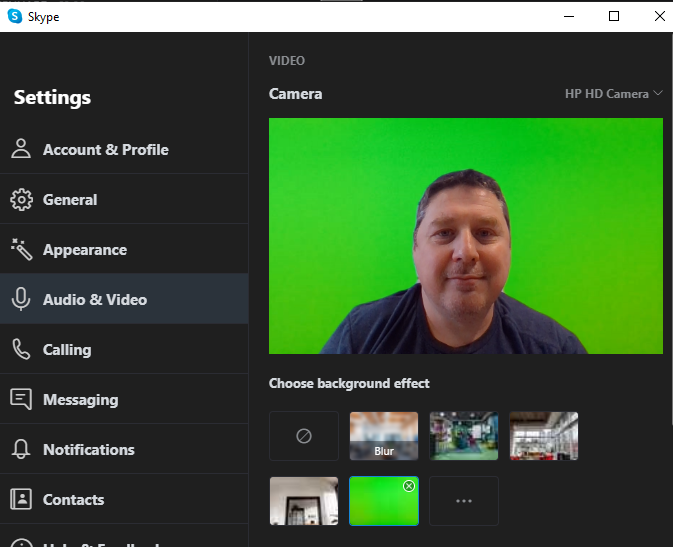 Skype
Settings
Account & Profile
General
Appearance
Audio & Video
Calling
Messaging
Notifications
Contacts
VIDEO
Camera
HP HD Camera
Choose background effect
Blur